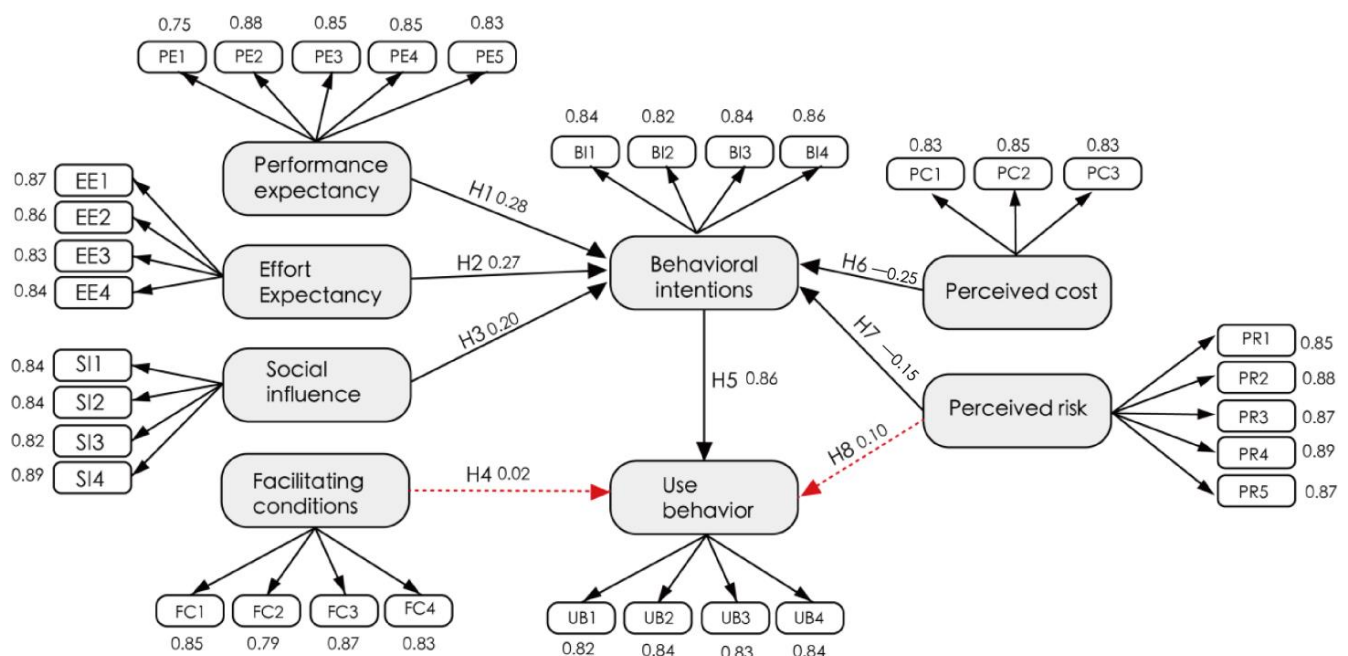 0.75 0.88 0.85 0.85 0.83
PE1 PE2 PE3 PE4 PE5
Performance
expectancy
0.87 EE1
0.86 EE2
0.83 EE3
0.84 EE4
Effort
Expectancy
0.84 SI1
0.84 SI2
0.82 SI3
0.89 SI4
Social
influence
Facilitating
conditions
FC1 FC2 FC3 FC4
0.85 0.79 0.87 0.83
H1 0.28
H2 0.27
H3 0.20
H4 0.02
0.84 0.82 0.84 0.86
BI1 BI2 BI3 BI4
Behavioral
intentions
H5 0.86
Use
behavior
UB1 UB2 UB3 UB4
0.82 0.84 0.83 0.84
H6 —0.25
H7 —0.15
H8 0.10
0.83 0.85 0.83
PC1 PC2 PC3
Perceived cost
Perceived risk
PR1 0.85
PR2 0.88
PR3 0.87
PR4 0.89
PR5 0.87